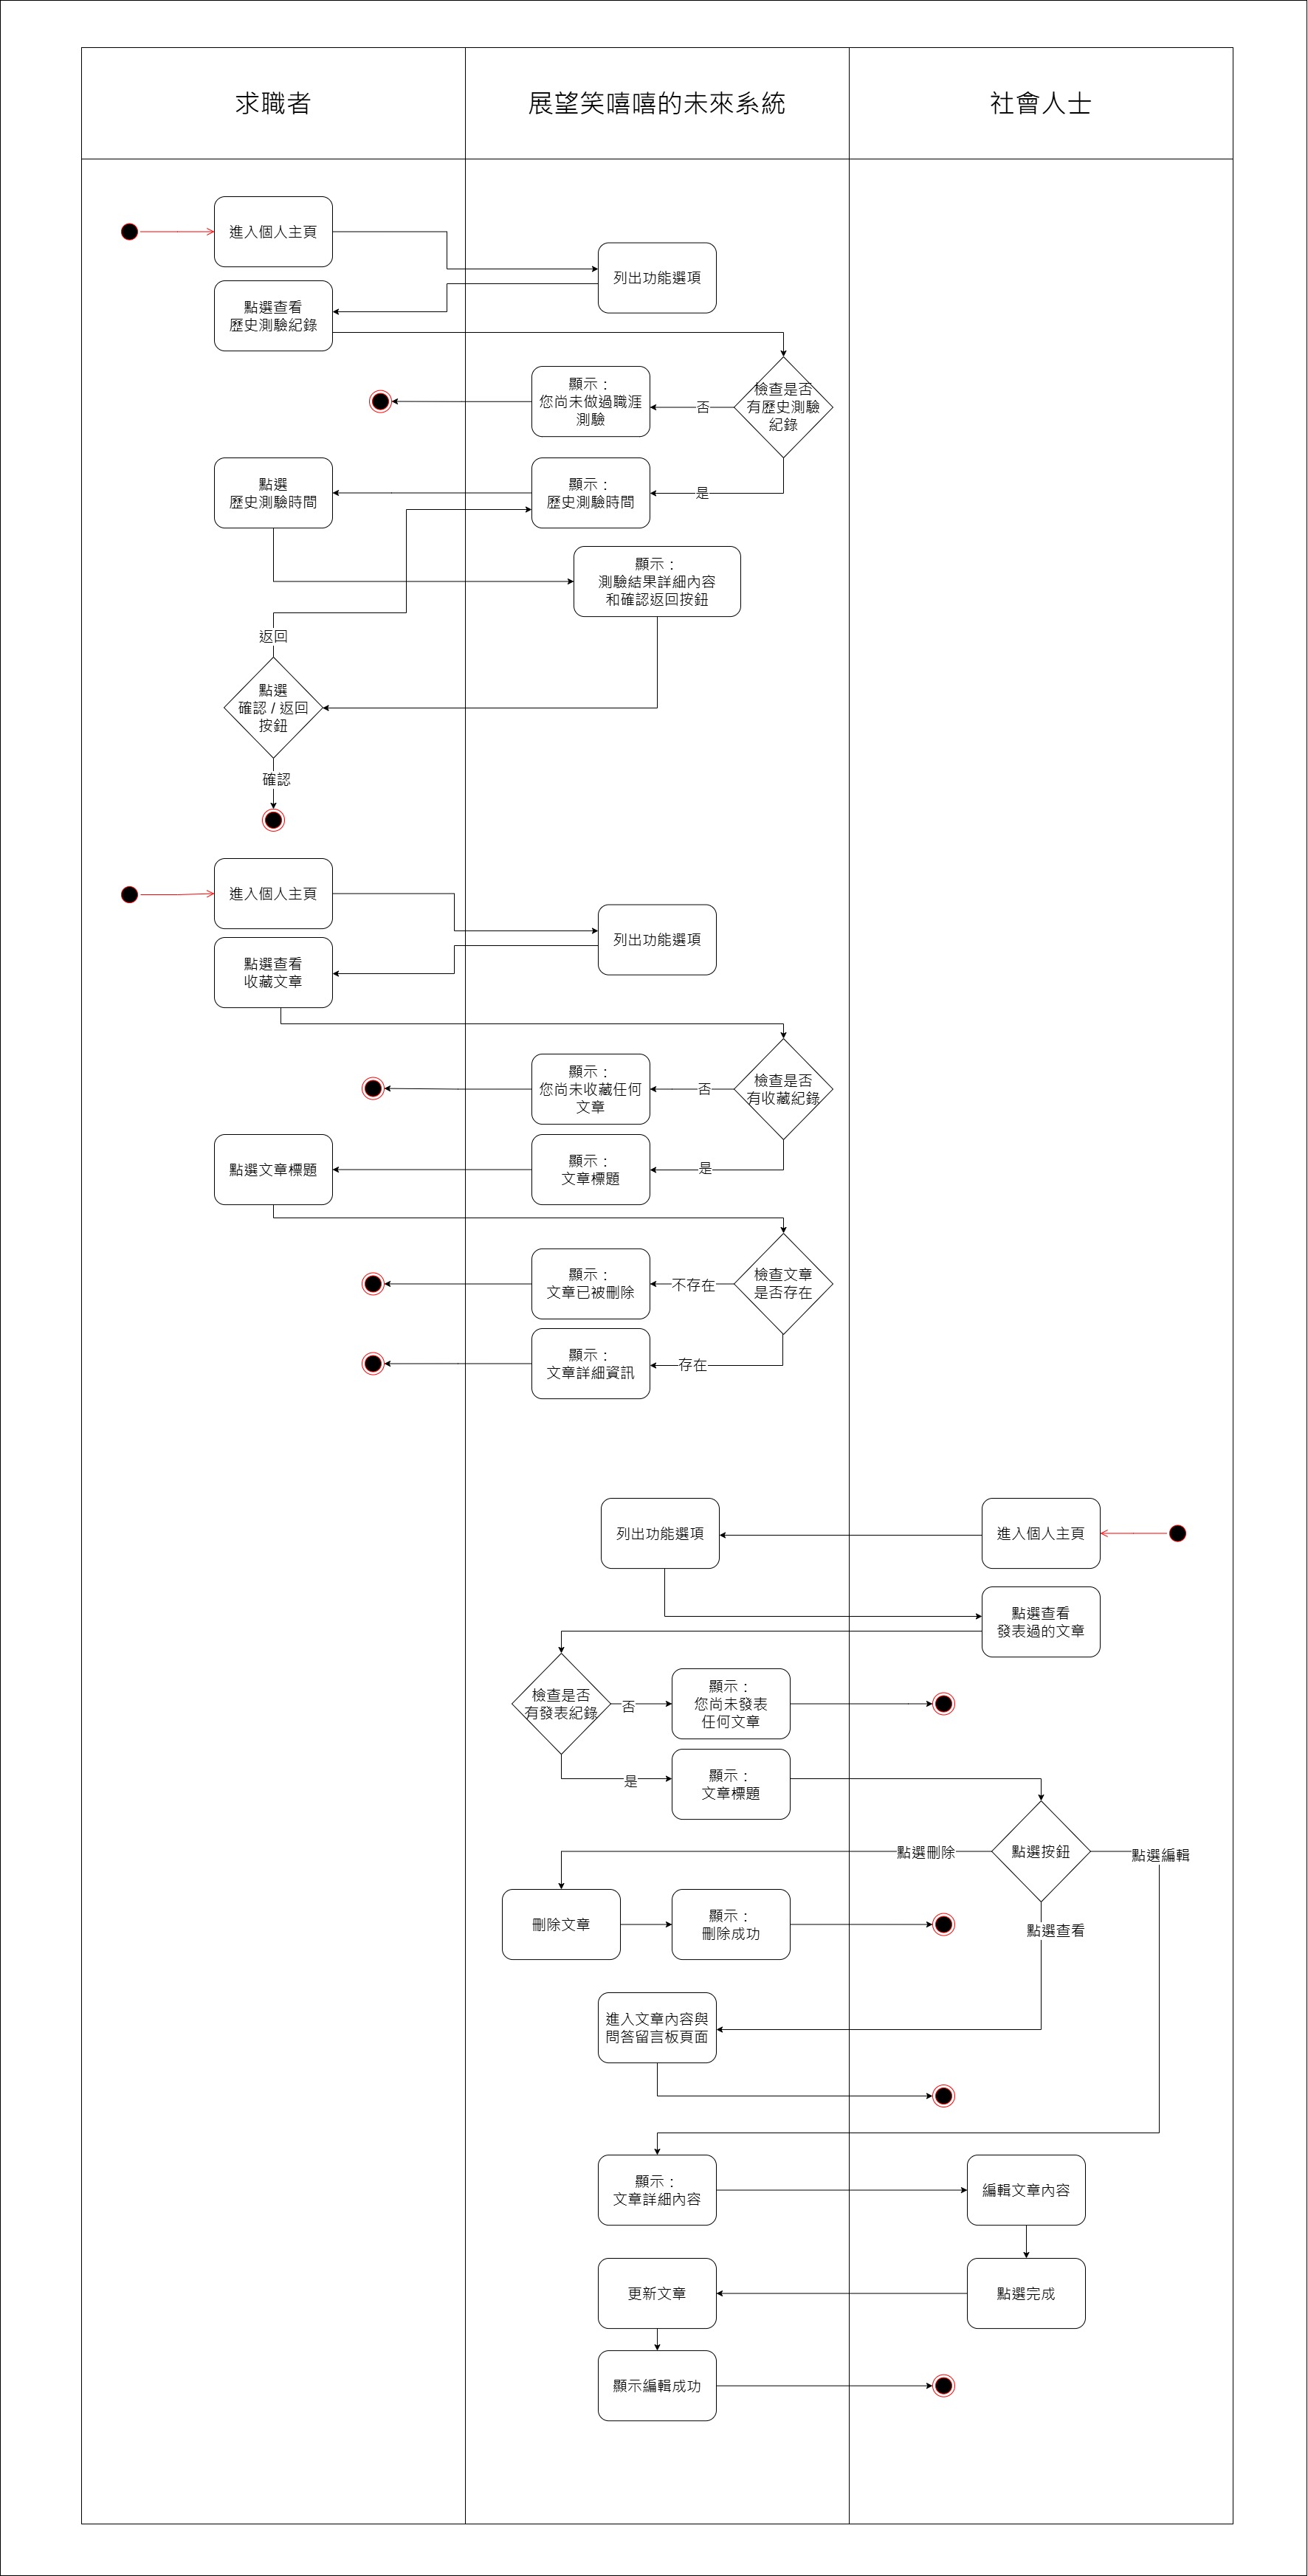 求職者
展望笑嘻嘻的未來系統
社會人士
進入個人主頁
列出功能選項
點選查看
歷史測驗紀錄
檢查是否
有歷史測驗
紀錄
否
顯示：
您尚未做過職涯
測驗
是
顯示：
歷史測驗時間
點選
歷史測驗時間
顯示：
測驗結果詳細內容
和確認返回按鈕
返回
點選
確認 / 返回
按鈕
確認
進入個人主頁
列出功能選項
點選查看
收藏文章
檢查是否
有收藏紀錄
否
顯示：
您尚未收藏任何
文章
是
顯示：
文章標題
點選文章標題
檢查文章
是否存在
不存在
顯示：
文章已被刪除
存在
顯示：
文章詳細資訊
進入個人主頁
列出功能選項
點選查看
發表過的文章
檢查是否
有發表紀錄
否
顯示：
您尚未發表
任何文章
是
顯示：
文章標題
點選按鈕
點選刪除
點選編輯
刪除文章
顯示：
刪除成功
點選查看
進入文章內容與
問答留言板頁面
顯示：
文章詳細內容
編輯文章內容
更新文章
點選完成
顯示編輯成功